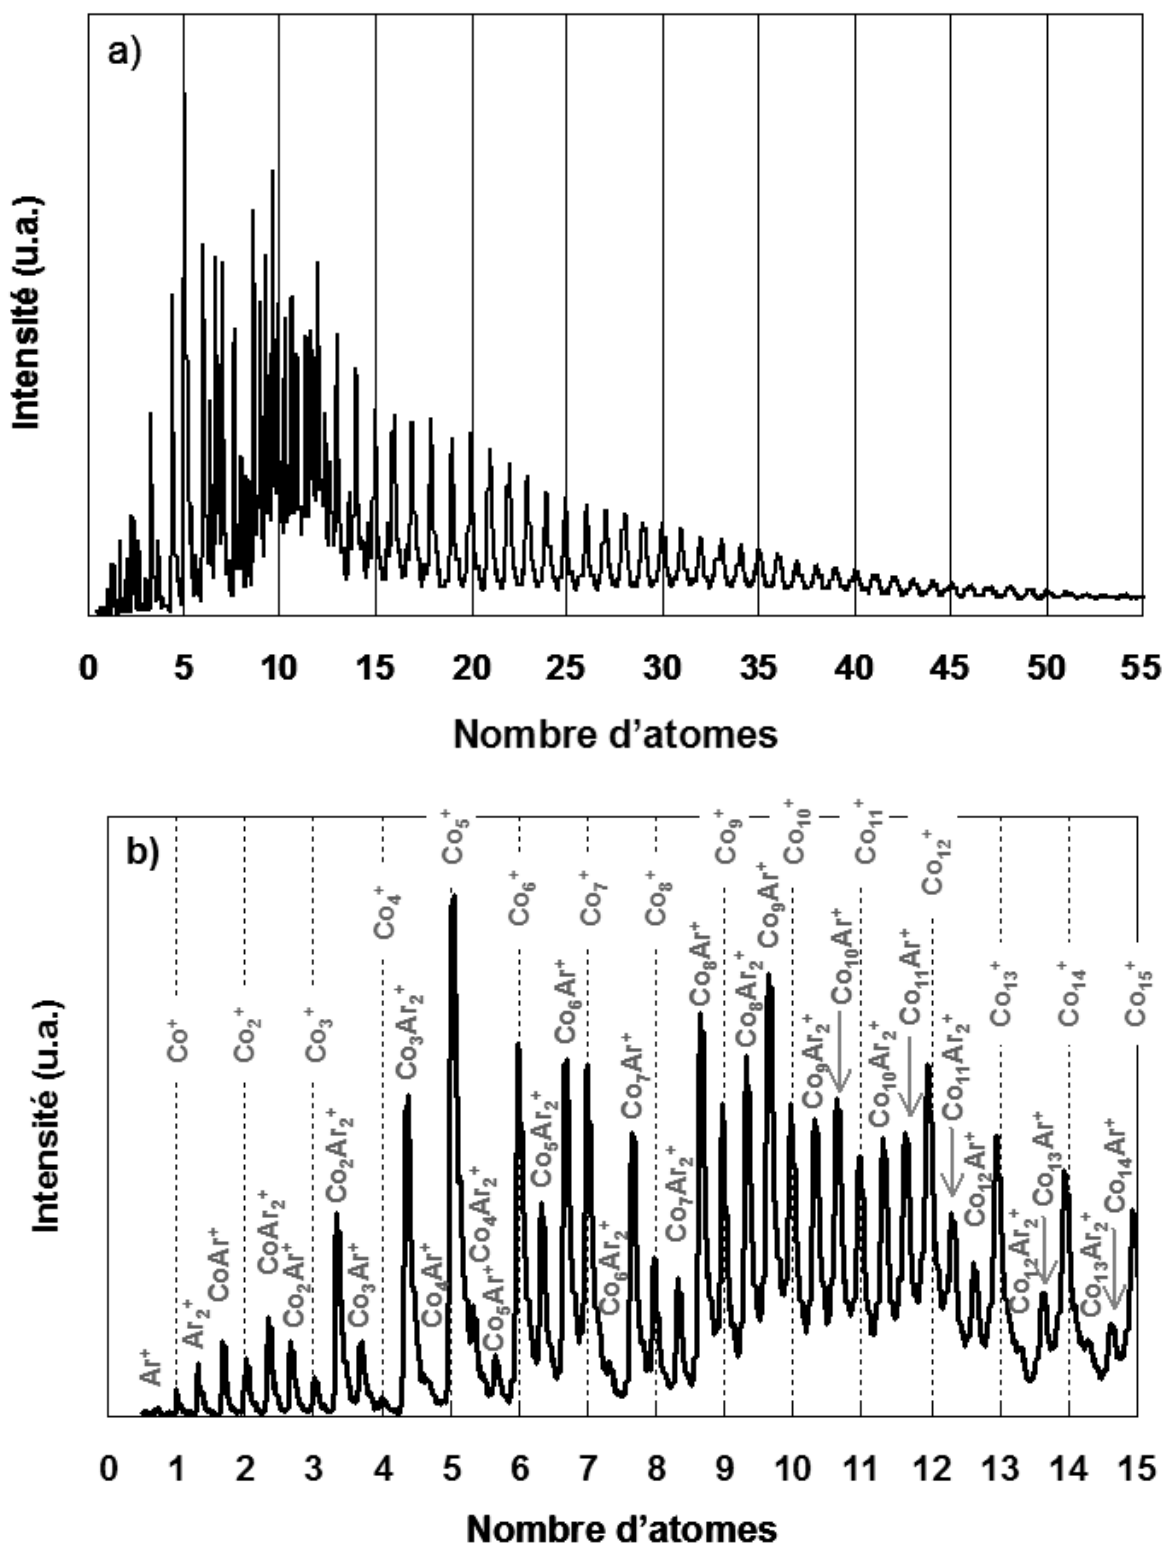 a)
Intensité (u.a.)
0 5 10 15 20 25 30 35 40 45 50 55
Nombre d’atomes
b)
Intensité (u.a.)
Ar⁺
Co⁺
Ar₂⁺
CoAr⁺
Co₂⁺
CoAr₂⁺
Co₂Ar⁺
Co₃⁺
Co₂Ar₂⁺
Co₃Ar⁺
Co₄⁺
Co₃Ar₂⁺
Co₄Ar⁺
Co₅⁺
Co₄Ar₂⁺
Co₅Ar⁺
Co₆⁺
Co₅Ar₂⁺
Co₆Ar⁺
Co₇⁺
Co₆Ar₂⁺
Co₇Ar⁺
Co₈⁺
Co₇Ar₂⁺
Co₈Ar⁺
Co₉⁺
Co₈Ar₂⁺
Co₉Ar⁺
Co₁₀⁺
Co₉Ar₂⁺
Co₁₀Ar⁺
Co₁₁⁺
Co₁₀Ar₂⁺
Co₁₁Ar⁺
Co₁₂⁺
Co₁₁Ar₂⁺
Co₁₂Ar⁺
Co₁₃⁺
Co₁₂Ar₂⁺
Co₁₃Ar⁺
Co₁₄⁺
Co₁₃Ar₂⁺
Co₁₄Ar⁺
Co₁₅⁺
0 1 2 3 4 5 6 7 8 9 10 11 12 13 14 15
Nombre d’atomes